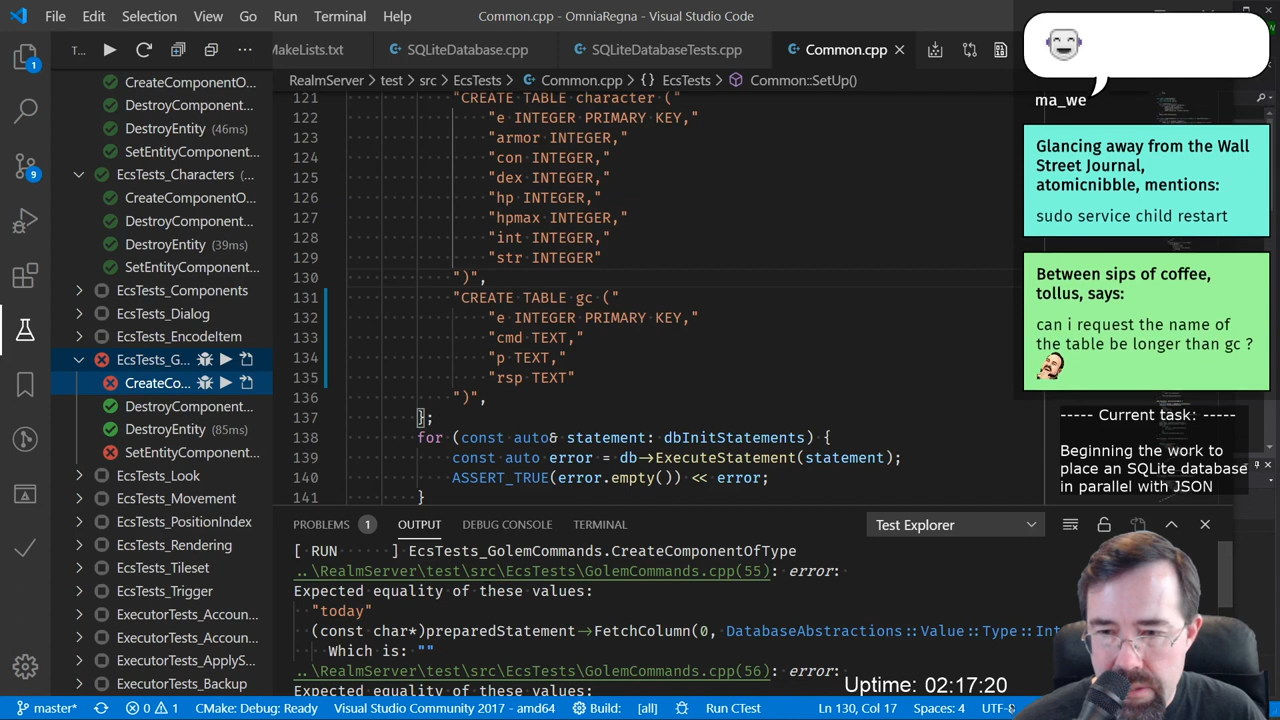 File Edit Selection View Go Run Terminal Help Common.cpp - OmniaRegna - Visual Studio Code
T... MakeLists.txt SQLiteDatabase.cpp SQLiteDatabaseTests.cpp Common.cpp
RealmServer > test > src > EcsTests > Common.cpp > {} EcsTests > Common::SetUp()
CreateComponentO...
DestroyComponent...
DestroyEntity (46ms)
SetEntityComponent...
EcsTests_Characters (...
CreateComponentO...
DestroyComponent...
DestroyEntity (39ms)
SetEntityComponent...
EcsTests_Components
EcsTests_Dialog
EcsTests_EncodeItem
EcsTests_G...
CreateCo...
DestroyComponent...
DestroyEntity (85ms)
SetEntityComponent...
EcsTests_Look
EcsTests_Movement
EcsTests_PositionIndex
EcsTests_Rendering
EcsTests_Tileset
EcsTests_Trigger
ExecutorTests_Accoun...
ExecutorTests_Accoun...
ExecutorTests_ApplyS...
ExecutorTests_Backup
1
9
121 "CREATE TABLE character ("
122 "e INTEGER PRIMARY KEY,"
123 "armor INTEGER,"
124 "con INTEGER,"
125 "dex INTEGER,"
126 "hp INTEGER,"
127 "hpmax INTEGER,"
128 "int INTEGER,"
129 "str INTEGER"
130 ")",
131 "CREATE TABLE gc ("
132 "e INTEGER PRIMARY KEY,"
133 "cmd TEXT,"
134 "p TEXT,"
135 "rsp TEXT"
136 ")",
137 };
138 for (const auto& statement: dbInitStatements) {
139 const auto error = db->ExecuteStatement(statement);
140 ASSERT_TRUE(error.empty()) << error;
141 }
PROBLEMS 1 OUTPUT DEBUG CONSOLE TERMINAL Test Explorer
[ RUN      ] EcsTests_GolemCommands.CreateComponentOfType
..\RealmServer\test\src\EcsTests\GolemCommands.cpp(55): error:
Expected equality of these values:
"today"
(const char*)preparedStatement->FetchColumn(0, DatabaseAbstractions::Value::Type::Int
Which is: ""
..\RealmServer\test\src\EcsTests\GolemCommands.cpp(56): error:
Expected equality of these values:
ma_we
Glancing away from the Wall
Street Journal,
atomicnibble, mentions:
sudo service child restart
Between sips of coffee,
tollus, says:
can i request the name of
the table be longer than gc ?
----- Current task: -----
Beginning the work to
place an SQLite database
in parallel with JSON
Uptime: 02:17:20
master* 0 1 CMake: Debug: Ready Visual Studio Community 2017 - amd64 Build: [all] Run CTest Ln 130, Col 17 Spaces: 4 UTF-8